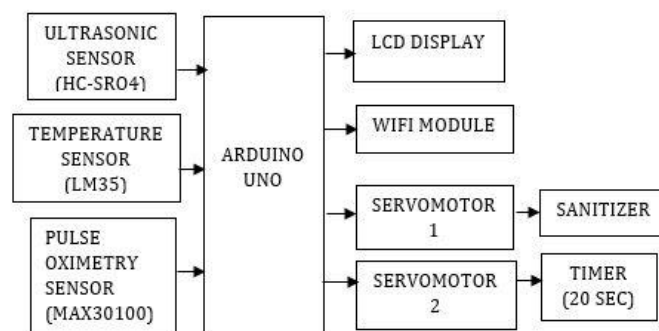 ULTRASONIC
SENSOR
(HC-SR04)
TEMPERATURE
SENSOR
(LM35)
PULSE
OXIMETRY
SENSOR
(MAX30100)
ARDUINO
UNO
LCD DISPLAY
WIFI MODULE
SERVOMOTOR
1
SANITIZER
SERVOMOTOR
2
TIMER
(20 SEC)